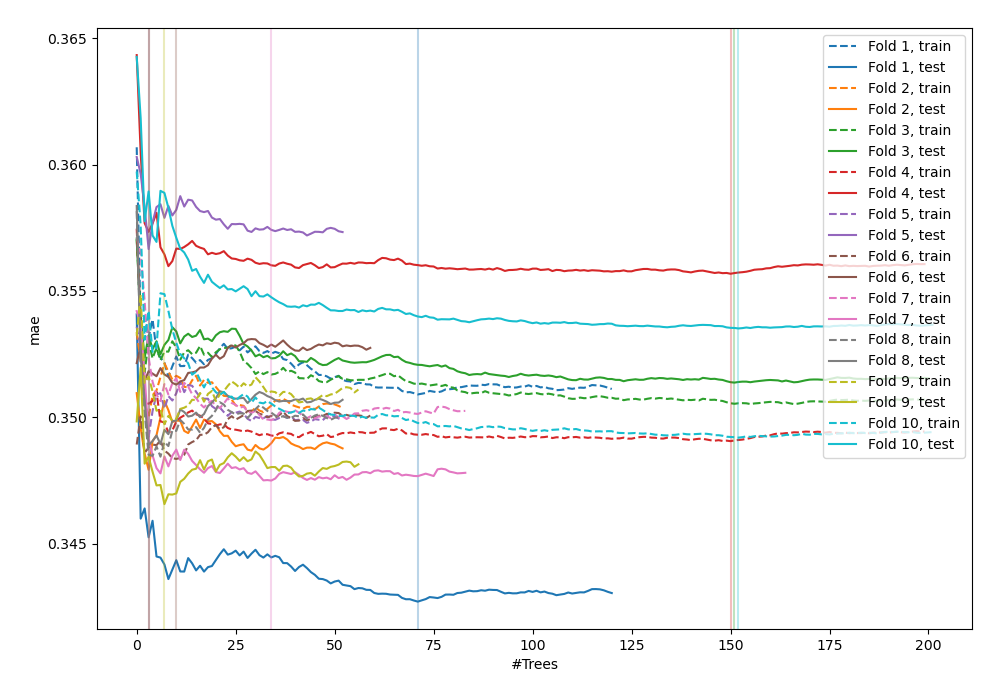 0.365
0.360
0.355
0.350
0.345
mae
0
25
50
75
100
125
150
175
200
#Trees
Fold 1, train
Fold 1, test
Fold 2, train
Fold 2, test
Fold 3, train
Fold 3, test
Fold 4, train
Fold 4, test
Fold 5, train
Fold 5, test
Fold 6, train
Fold 6, test
Fold 7, train
Fold 7, test
Fold 8, train
Fold 8, test
Fold 9, train
Fold 9, test
Fold 10, train
Fold 10, test